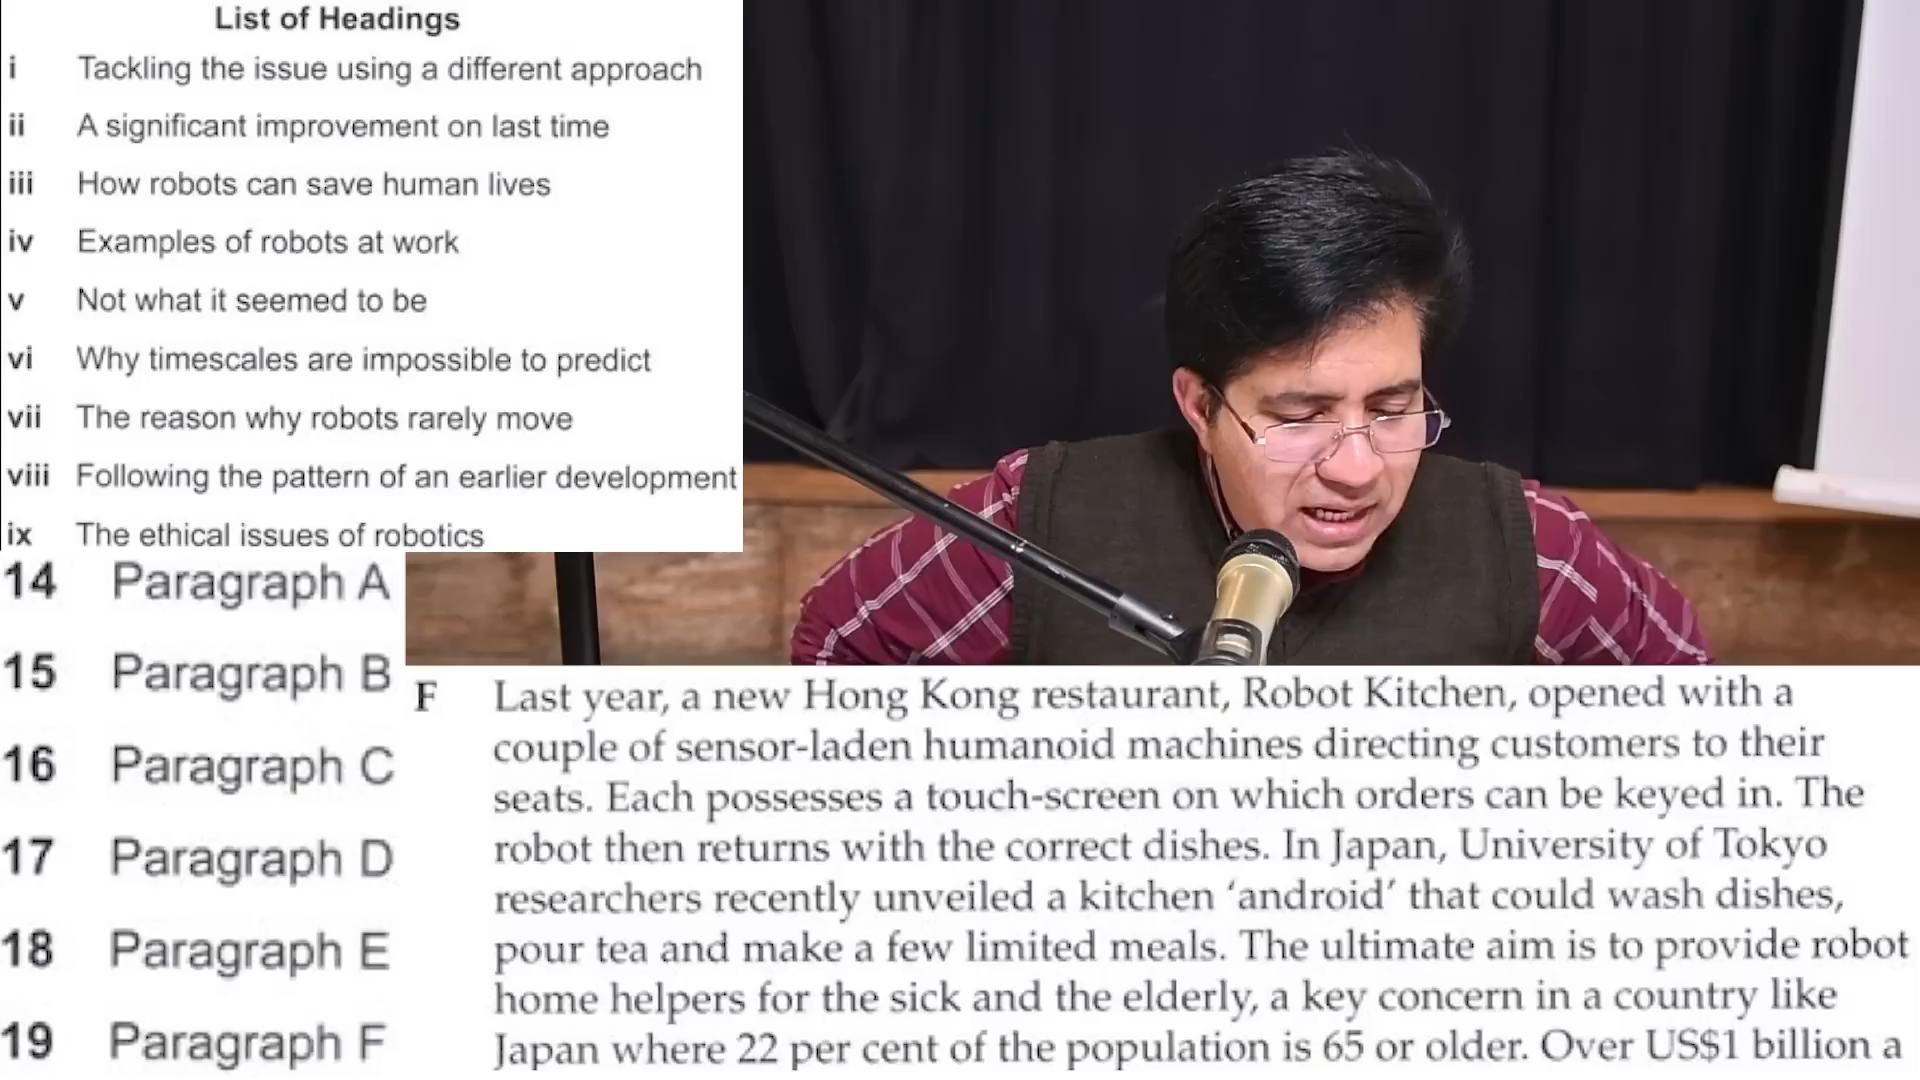 List of Headings
i Tackling the issue using a different approach
ii A significant improvement on last time
iii How robots can save human lives
iv Examples of robots at work
v Not what it seemed to be
vi Why timescales are impossible to predict
vii The reason why robots rarely move
viii Following the pattern of an earlier development
ix The ethical issues of robotics
14 Paragraph A
15 Paragraph B
16 Paragraph C
17 Paragraph D
18 Paragraph E
19 Paragraph F
F Last year, a new Hong Kong restaurant, Robot Kitchen, opened with a
couple of sensor-laden humanoid machines directing customers to their
seats. Each possesses a touch-screen on which orders can be keyed in. The
robot then returns with the correct dishes. In Japan, University of Tokyo
researchers recently unveiled a kitchen ‘android’ that could wash dishes,
pour tea and make a few limited meals. The ultimate aim is to provide robot
home helpers for the sick and the elderly, a key concern in a country like
Japan where 22 per cent of the population is 65 or older. Over US$1 billion a